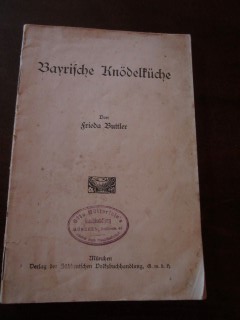 Bayrische Knödelküche
Von
Frieda Buttler
München
Verlag der Süddeutschen Volksbuchhandlung, G. m. b. H.